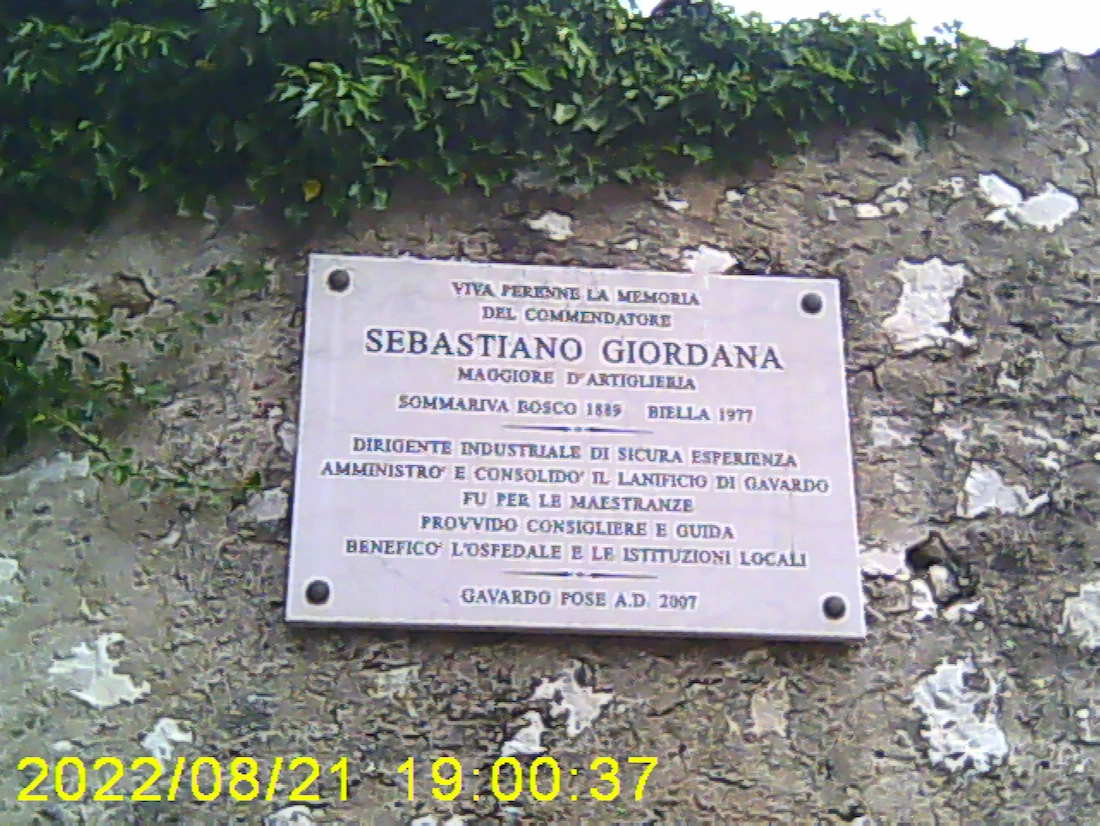 VIVA PERENNE LA MEMORIA
DEL COMMENDATORE
SEBASTIANO GIORDANA
MAGGIORE D'ARTIGLIERIA
SOMMARIVA BOSCO 1889 BIELLA 1977
DIRIGENTE INDUSTRIALE DI SICURA ESPERIENZA
AMMINISTRO' E CONSOLIDO' IL LANIFICIO DI GAVARDO
FU PER LE MAESTRANZE
PROVVIDO CONSIGLIERE E GUIDA
BENEFICO' L'OSPEDALE E LE ISTITUZIONI LOCALI
GAVARDO POSE A.D. 2007
2022/08/21 19:00:37